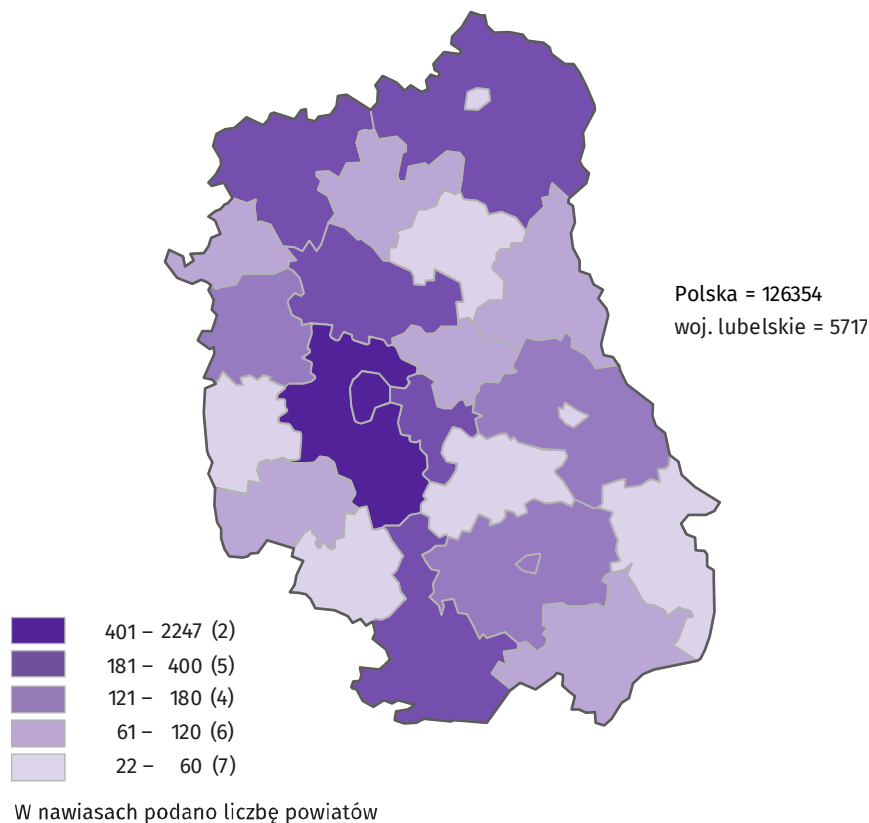 Polska = 126354
woj. lubelskie = 5717
401 – 2247 (2)
181 – 400 (5)
121 – 180 (4)
61 – 120 (6)
22 – 60 (7)
W nawiasach podano liczbę powiatów